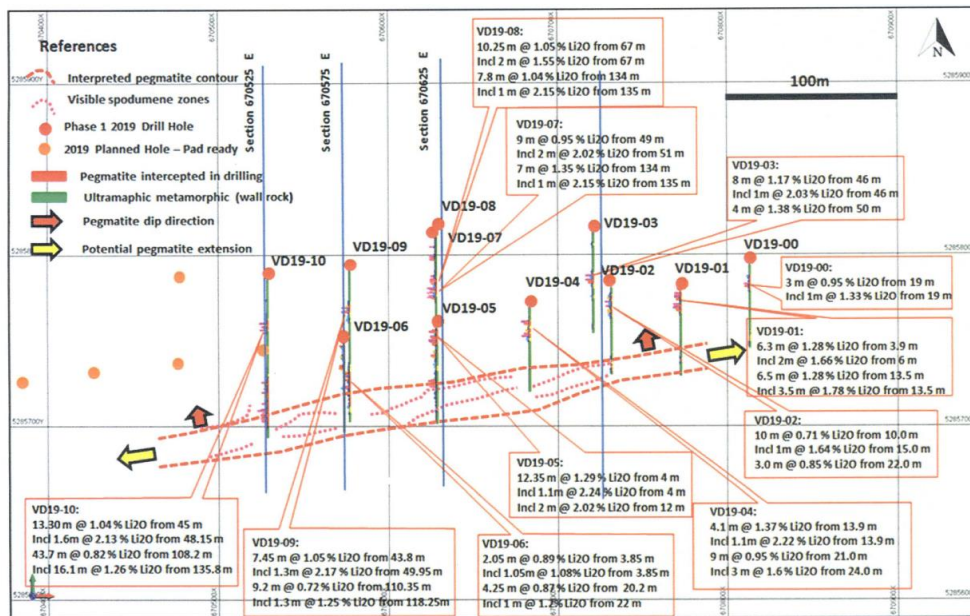 670400X
670500X
670600X
670700X
670800X
670900X
References
Interpreted pegmatite contour
Visible spodumene zones
Phase 1 2019 Drill Hole
2019 Planned Hole – Pad ready
Pegmatite intercepted in drilling
Ultramaphic metamorphic (wall rock)
Pegmatite dip direction
Potential pegmatite extension
Section 670525 E
Section 670575 E
Section 670625 E
N
100m
5285900Y
5285900
VD19-08:
10.25 m @ 1.05 % Li2O from 67 m
Incl 2 m @ 1.55 % Li2O from 67 m
7.8 m @ 1.04 % Li2O from 134 m
Incl 1 m @ 2.15 % Li2O from 135 m
VD19-07:
9 m @ 0.95 % Li2O from 49 m
Incl 2 m @ 2.02 % Li2O from 51 m
7 m @ 1.35 % Li2O from 134 m
Incl 1 m @ 2.15 % Li2O from 135 m
VD19-03:
8 m @ 1.17 % Li2O from 46 m
Incl 1m @ 2.03 % Li2O from 46 m
4 m @ 1.38 % Li2O from 50 m
VD19-08
VD19-07
VD19-03
VD19-00
VD19-09
VD19-10
VD19-02
VD19-01
VD19-04
VD19-05
VD19-06
VD19-00:
3 m @ 0.95 % Li2O from 19 m
Incl 1m @ 1.33 % Li2O from 19 m
VD19-01:
6.3 m @ 1.28 % Li2O from 3.9 m
Incl 2m @ 1.66 % Li2O from 6 m
6.5 m @ 1.28 % Li2O from 13.5 m
Incl 3.5 m @ 1.78 % Li2O from 13.5 m
5285700Y
5285700
VD19-02:
10 m @ 0.71 % Li2O from 10.0 m
Incl 1m @ 1.64 % Li2O from 15.0 m
3.0 m @ 0.85 % Li2O from 22.0 m
VD19-05:
12.35 m @ 1.29 % Li2O from 4 m
Incl 1.1m @ 2.24 % Li2O from 4 m
Incl 2 m @ 2.02 % Li2O from 12 m
VD19-04:
4.1 m @ 1.37 % Li2O from 13.9 m
Incl 1.1m @ 2.22 % Li2O from 13.9 m
9 m @ 0.95 % Li2O from 21.0 m
Incl 3 m @ 1.6 % Li2O from 24.0 m
VD19-10:
13.30 m @ 1.04 % Li2O from 45 m
Incl 1.6m @ 2.13 % Li2O from 48.15 m
43.7 m @ 0.82 % Li2O from 108.2 m
Incl 16.1 m @ 1.26 % Li2O from 135.8 m
VD19-09:
7.45 m @ 1.05 % Li2O from 43.8 m
Incl 1.3m @ 2.17 % Li2O from 49.95 m
9.2 m @ 0.72 % Li2O from 110.35 m
Incl 1.3 m @ 1.25 % Li2O from 118.25m
VD19-06:
2.05 m @ 0.89 % Li2O from 3.85 m
Incl 1.05m @ 1.08% Li2O from 3.85 m
4.25 m @ 0.87 % Li2O from 20.2 m
Incl 1 m @ 1.2% Li2O from 22 m
670400X
670500X
670600X
670700X
670800X
670900X